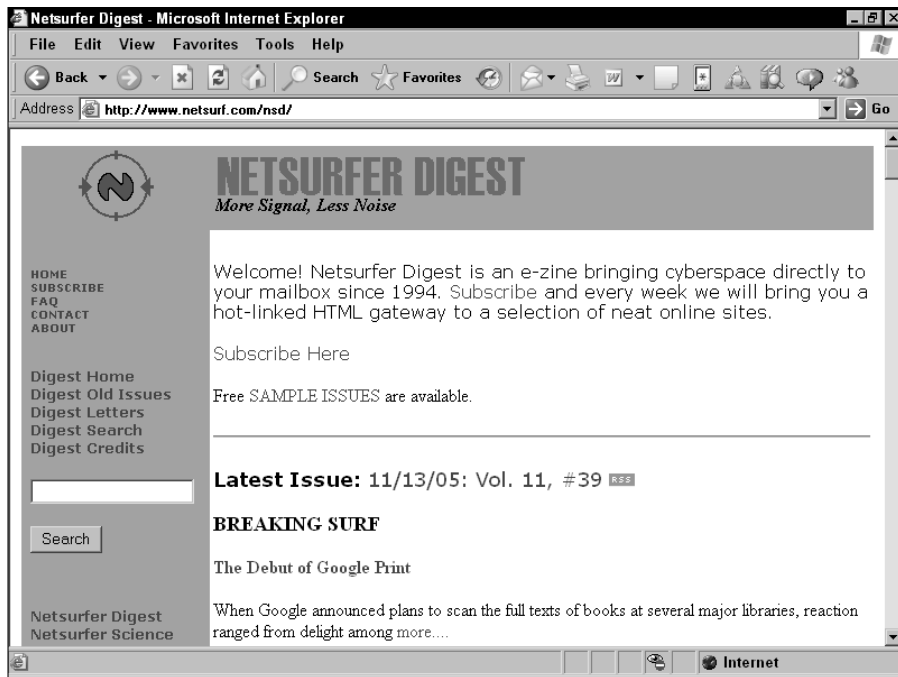 Netsurfer Digest - Microsoft Internet Explorer
File Edit View Favorites Tools Help
Back Search Favorites
Address http://www.netsurf.com/nsd/ Go
NETSURFER DIGEST
More Signal, Less Noise
HOME
SUBSCRIBE
FAQ
CONTACT
ABOUT
Digest Home
Digest Old Issues
Digest Letters
Digest Search
Digest Credits
Search
Netsurfer Digest
Netsurfer Science
Welcome! Netsurfer Digest is an e-zine bringing cyberspace directly to
your mailbox since 1994. Subscribe and every week we will bring you a
hot-linked HTML gateway to a selection of neat online sites.
Subscribe Here
Free SAMPLE ISSUES are available.
Latest Issue: 11/13/05: Vol. 11, #39 RSS
BREAKING SURF
The Debut of Google Print
When Google announced plans to scan the full texts of books at several major libraries, reaction
ranged from delight among more....
Internet